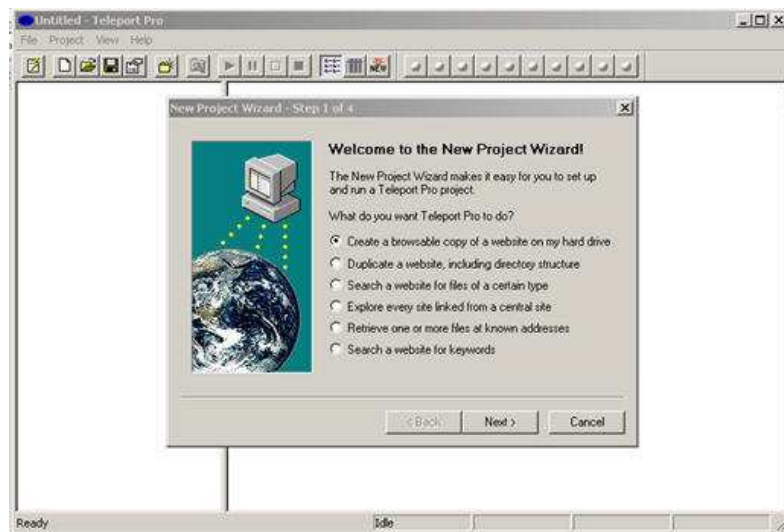 Untitled - Teleport Pro
File Project View Help
NEW
New Project Wizard - Step 1 of 4
Welcome to the New Project Wizard!
The New Project Wizard makes it easy for you to set up
and run a Teleport Pro project.
What do you want Teleport Pro to do?
Create a browsable copy of a website on my hard drive
Duplicate a website, including directory structure
Search a website for files of a certain type
Explore every site linked from a central site
Retrieve one or more files at known addresses
Search a website for keywords
< Back Next > Cancel
Ready Idle